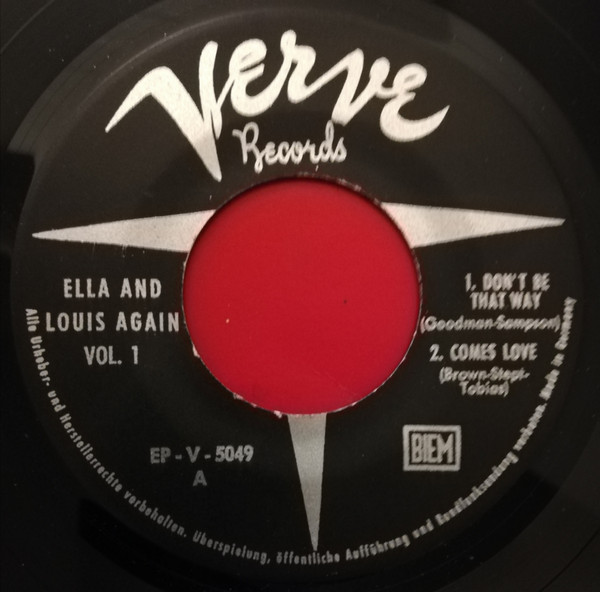 Verve
Records
ELLA AND
LOUIS AGAIN
VOL. 1
1. DON'T BE
THAT WAY
(Goodman-Sampson)
2. COMES LOVE
(Brown-Stept-
Tobias)
EP-V-5049
A
BIEM
Alle Urheber- und Herstellerrechte vorbehalten. Überspielung, öffentliche Aufführung und Rundfunksendung verboten. Made in Germany